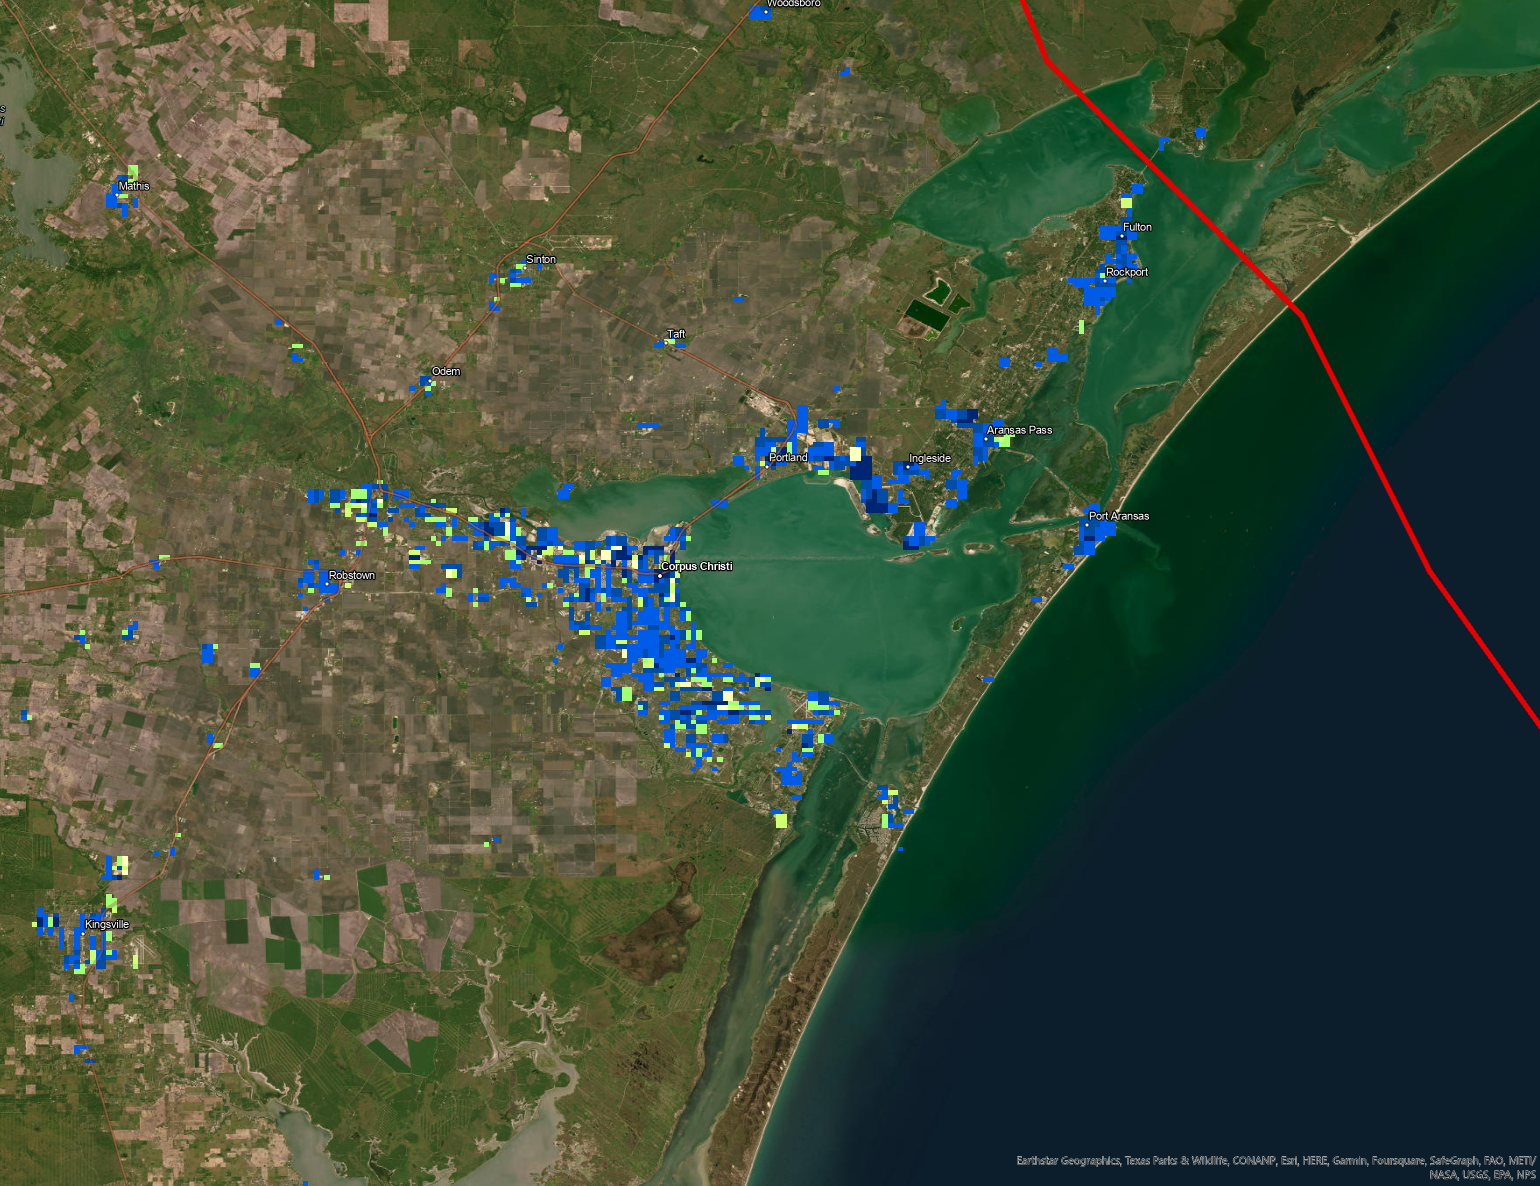 Woodsboro
s
i
Mathis
Fulton
Sinton
Rockport
Taft
Odem
Aransas Pass
Portland
Ingleside
Port Aransas
Corpus Christi
Robstown
Kingsville
Earthstar Geographics, Texas Parks & Wildlife, CONANP, Esri, HERE, Garmin, Foursquare, SafeGraph, FAO, METI/
NASA, USGS, EPA, NPS